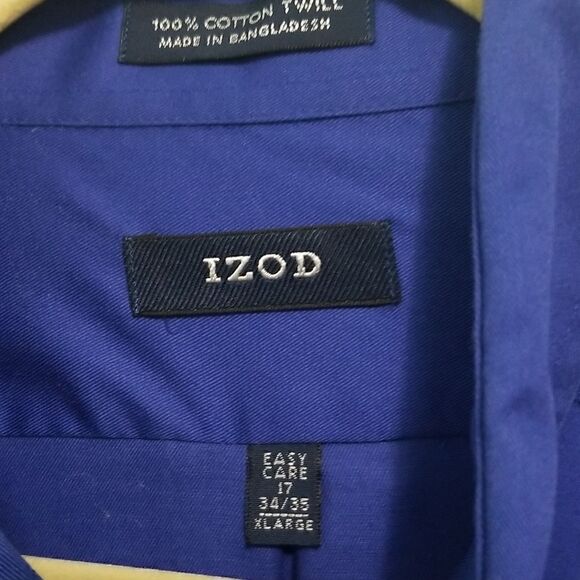 100% COTTON TWILL
MADE IN BANGLADESH
IZOD
EASY
CARE
17
34/35
XLARGE